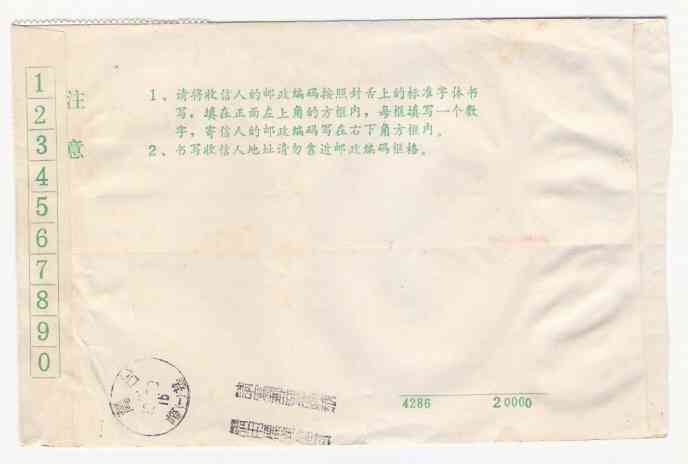 1
2
3
4
5
6
7
8
9
0
注
意
1、请将收信人的邮政编码按照封舌上的标准字体书
写，填在正面左上角的方框内，每框填写一个数
字，寄信人的邮政编码写在右下角方框内。
2、书写收信人地址请勿靠近邮政编码框格。
4286 20000